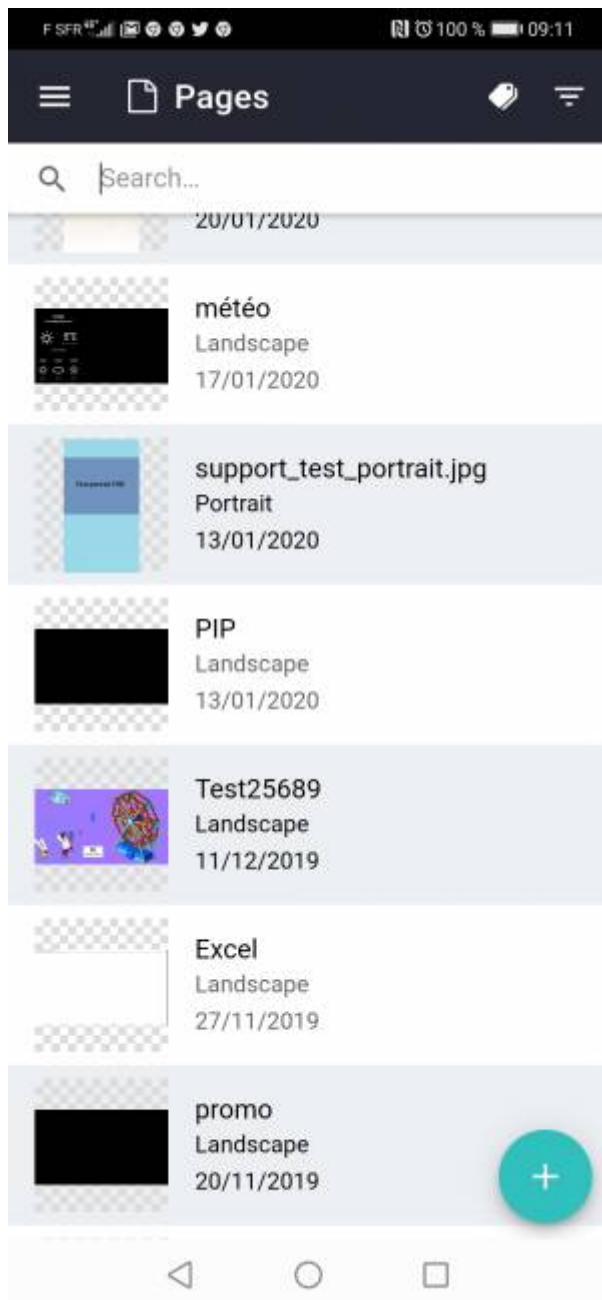 F SFR 100 % 09:11
Pages
Search...
20/01/2020
météo
Landscape
17/01/2020
support_test_portrait.jpg
Portrait
13/01/2020
PIP
Landscape
13/01/2020
Test25689
Landscape
11/12/2019
Excel
Landscape
27/11/2019
promo
Landscape
20/11/2019